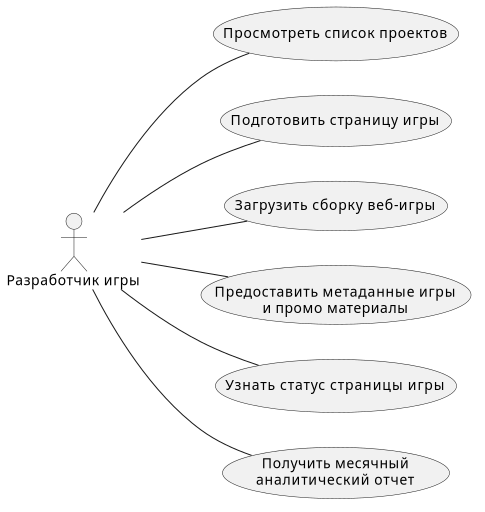 Просмотреть список проектов
Подготовить страницу игры
Загрузить сборку веб-игры
Разработчик игры
Предоставить метаданные игры
и промо материалы
Узнать статус страницы игры
Получить месячный
аналитический отчет